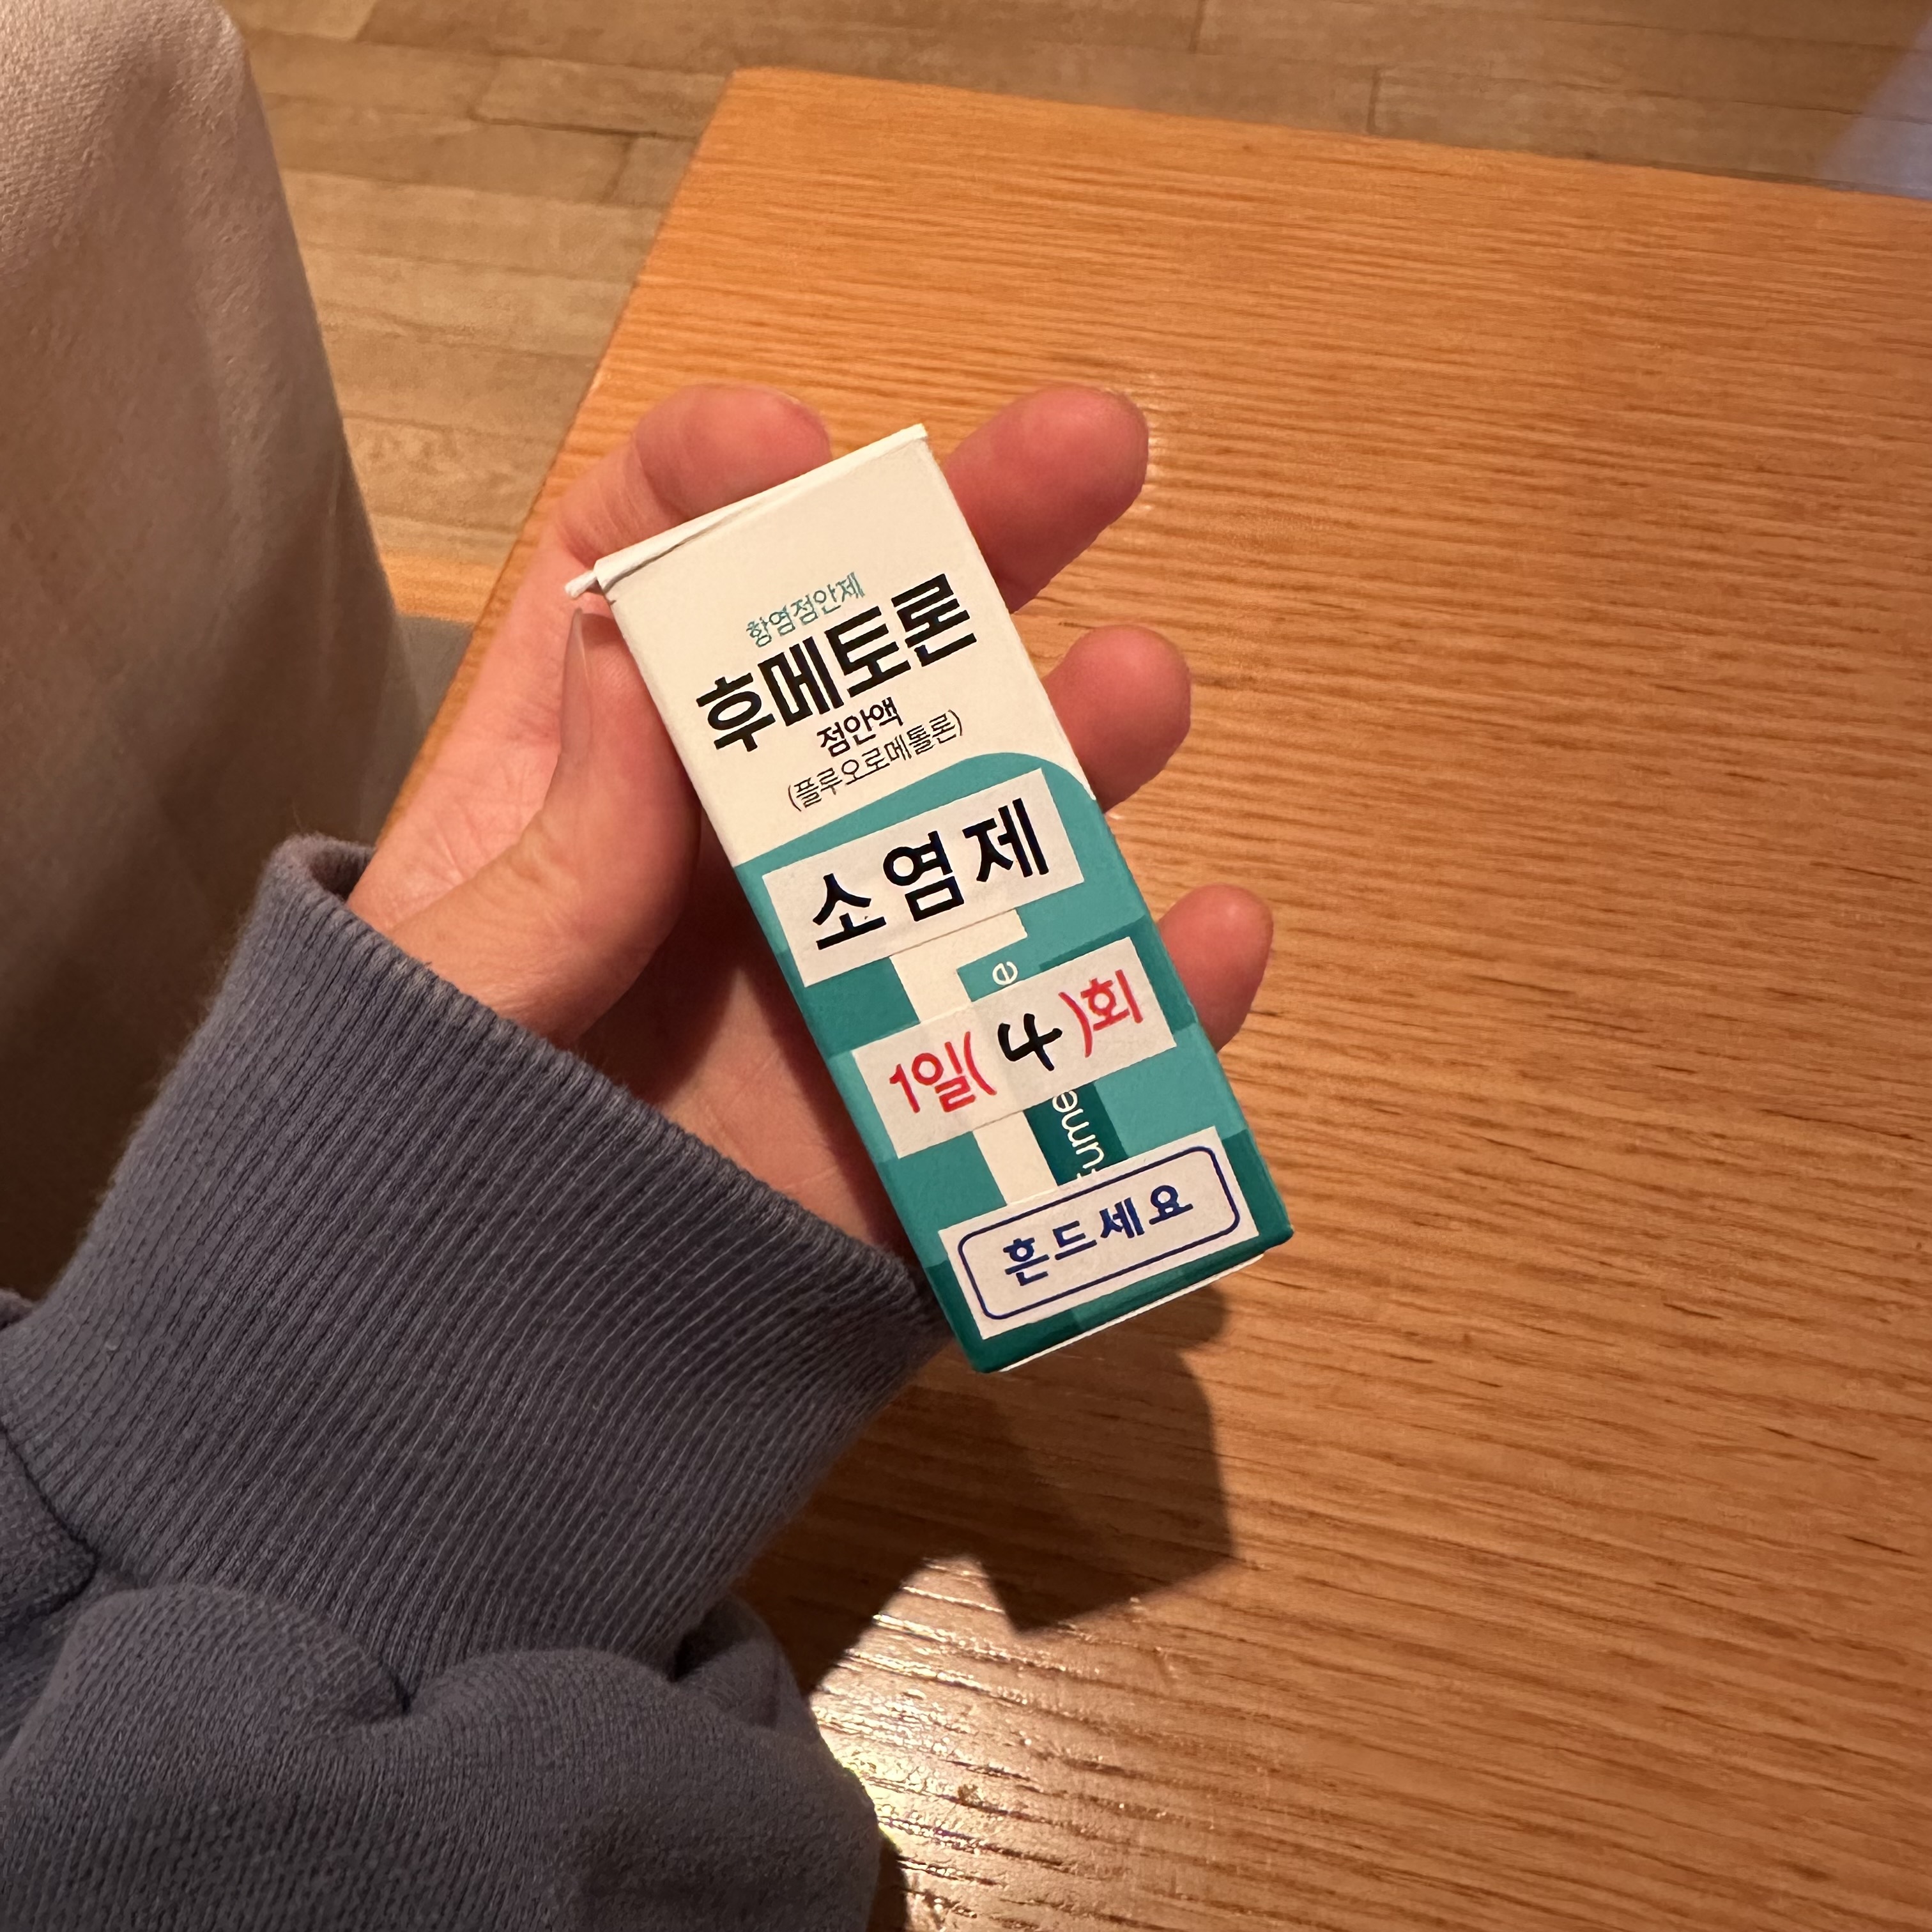 항염점안제
후메토론
점안액
(플루오로메톨론)
소염제
1일( 4 )회
흔드세요